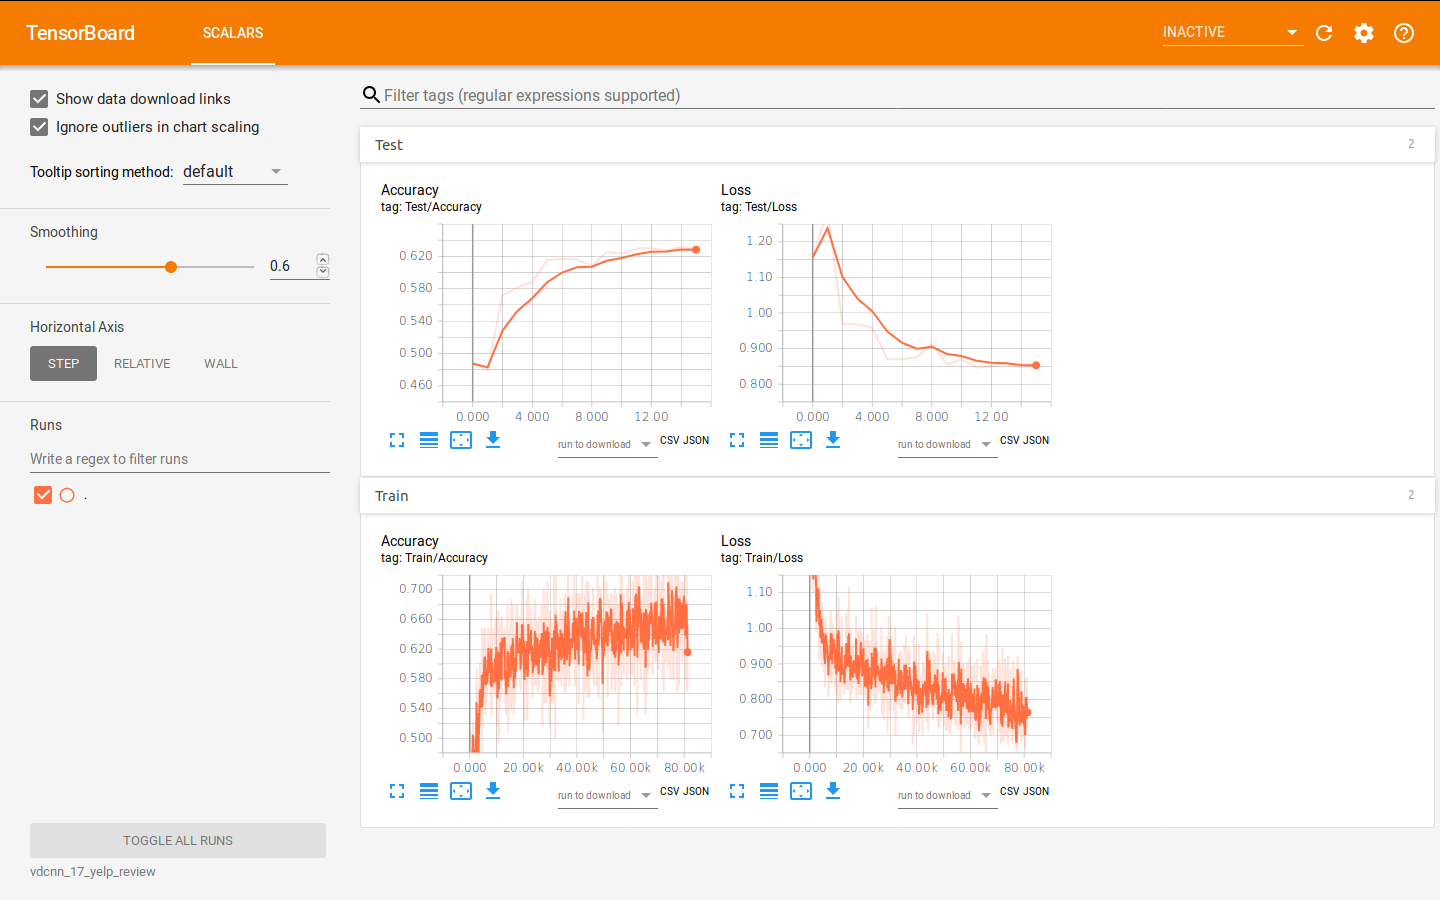 TensorBoard SCALARS INACTIVE
Show data download links
Ignore outliers in chart scaling
Tooltip sorting method: default
Smoothing
0.6
Horizontal Axis
STEP RELATIVE WALL
Runs
Write a regex to filter runs
.
TOGGLE ALL RUNS
vdcnn_17_yelp_review
Filter tags (regular expressions supported)
Test 2
Accuracy
tag: Test/Accuracy
0.620
0.580
0.540
0.500
0.460
0.000 4.000 8.000 12.00
run to download CSV JSON
Loss
tag: Test/Loss
1.20
1.10
1.00
0.900
0.800
0.000 4.000 8.000 12.00
run to download CSV JSON
Train 2
Accuracy
tag: Train/Accuracy
0.700
0.660
0.620
0.580
0.540
0.500
0.000 20.00k 40.00k 60.00k 80.00k
run to download CSV JSON
Loss
tag: Train/Loss
1.10
1.00
0.900
0.800
0.700
0.000 20.00k 40.00k 60.00k 80.00k
run to download CSV JSON